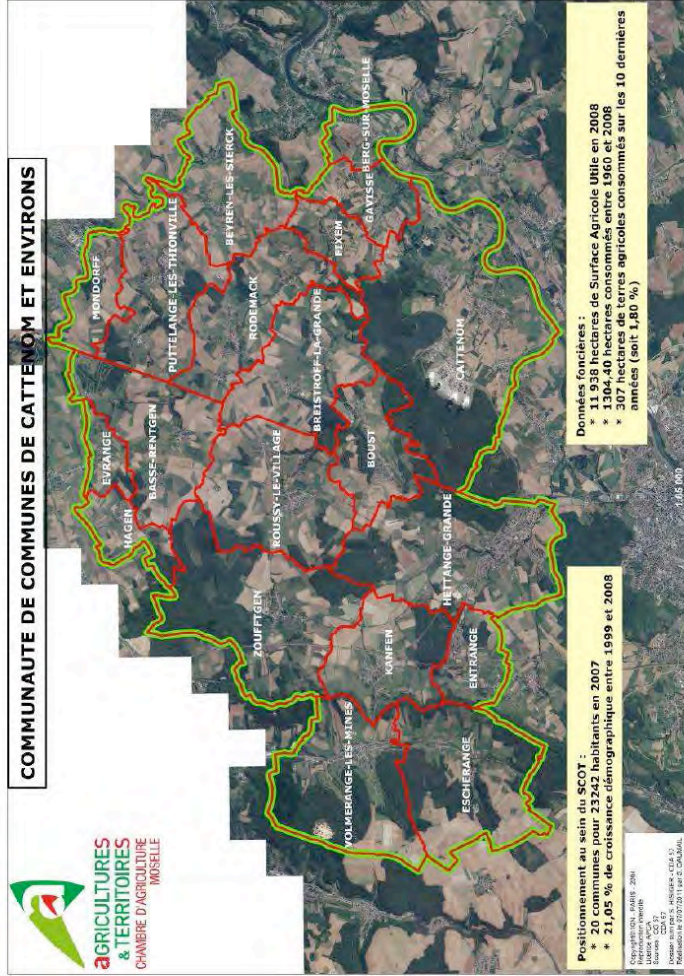 COMMUNAUTE DE COMMUNES DE CATTENOM ET ENVIRONS
AGRICULTURES
& TERRITOIRES
CHAMBRE D'AGRICULTURE
MOSELLE
MONDORFF
EVRANGE
HAGEN
BASSE-RENTGEN
PUTTELANGE-LES-THIONVILLE
BEYREN-LES-SIERCK
RODEMACK
ZOUFFTGEN
ROUSSY-LE-VILLAGE
BREISTROFF-LA-GRANDE
FIXEM
GAVISSE
BERG-SUR-MOSELLE
VOLMERANGE-LES-MINES
KANFEN
BOUST
CATTENOM
HETTANGE-GRANDE
ENTRANGE
ESCHERANGE
Positionnement au sein du SCOT :
* 20 communes pour 23242 habitants en 2007
* 21,05 % de croissance démographique entre 1999 et 2008
Données foncières :
* 11 938 hectares de Surface Agricole Utile en 2008
* 1304,40 hectares consommés entre 1960 et 2008
* 307 hectares de terres agricoles consommés sur les 10 dernières
années (soit 1,80 %)
Reproduction interdite
1:65 000